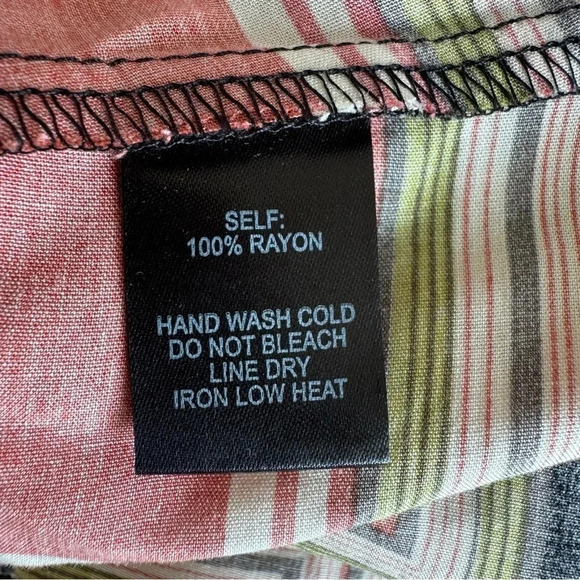 SELF:
100% RAYON
HAND WASH COLD
DO NOT BLEACH
LINE DRY
IRON LOW HEAT